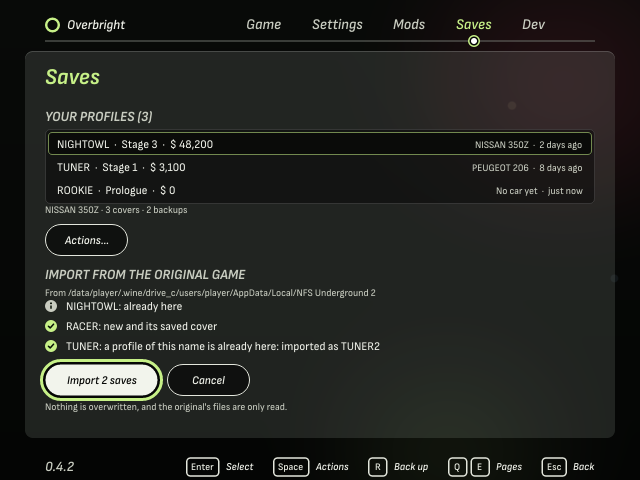 Overbright
Game Settings Mods Saves Dev
Saves
YOUR PROFILES (3)
NIGHTOWL · Stage 3 · $ 48,200 NISSAN 350Z · 2 days ago
TUNER · Stage 1 · $ 3,100 PEUGEOT 206 · 8 days ago
ROOKIE · Prologue · $ 0 No car yet · just now
NISSAN 350Z · 3 covers · 2 backups
Actions...
IMPORT FROM THE ORIGINAL GAME
From /data/player/.wine/drive_c/users/player/AppData/Local/NFS Underground 2
NIGHTOWL: already here
RACER: new and its saved cover
TUNER: a profile of this name is already here: imported as TUNER2
Import 2 saves Cancel
Nothing is overwritten, and the original's files are only read.
0.4.2 Enter Select Space Actions R Back up Q E Pages Esc Back